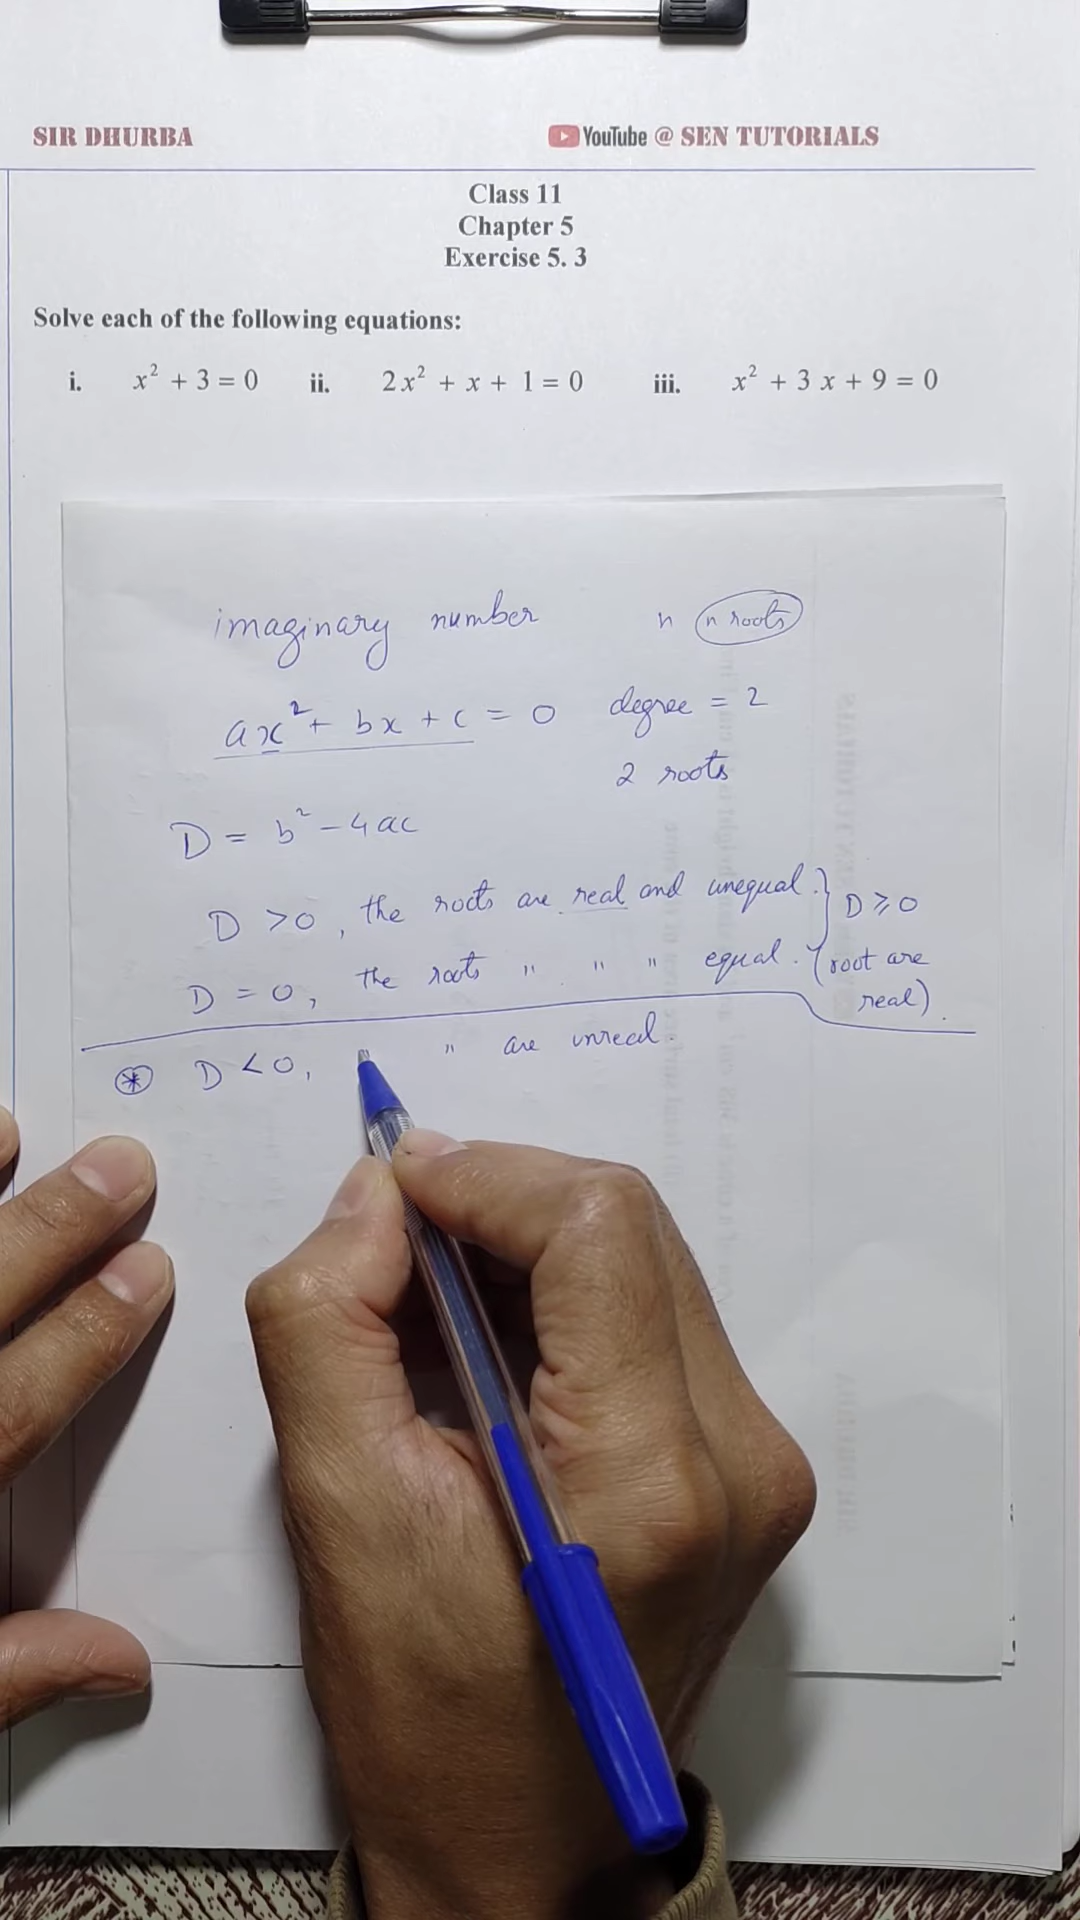 SIR DHURBA YouTube @ SEN TUTORIALS
Class 11
Chapter 5
Exercise 5. 3
Solve each of the following equations:
i. x² + 3 = 0 ii. 2x² + x + 1 = 0 iii. x² + 3 x + 9 = 0
imaginary number n n roots
ax² + bx + c = 0 degree = 2
2 roots
D = b² - 4ac
D > 0, the roots are real and unequal. } D ⩾ 0
D = 0, the roots " " " equal. (root are
real).
* D < 0, " are unreal.